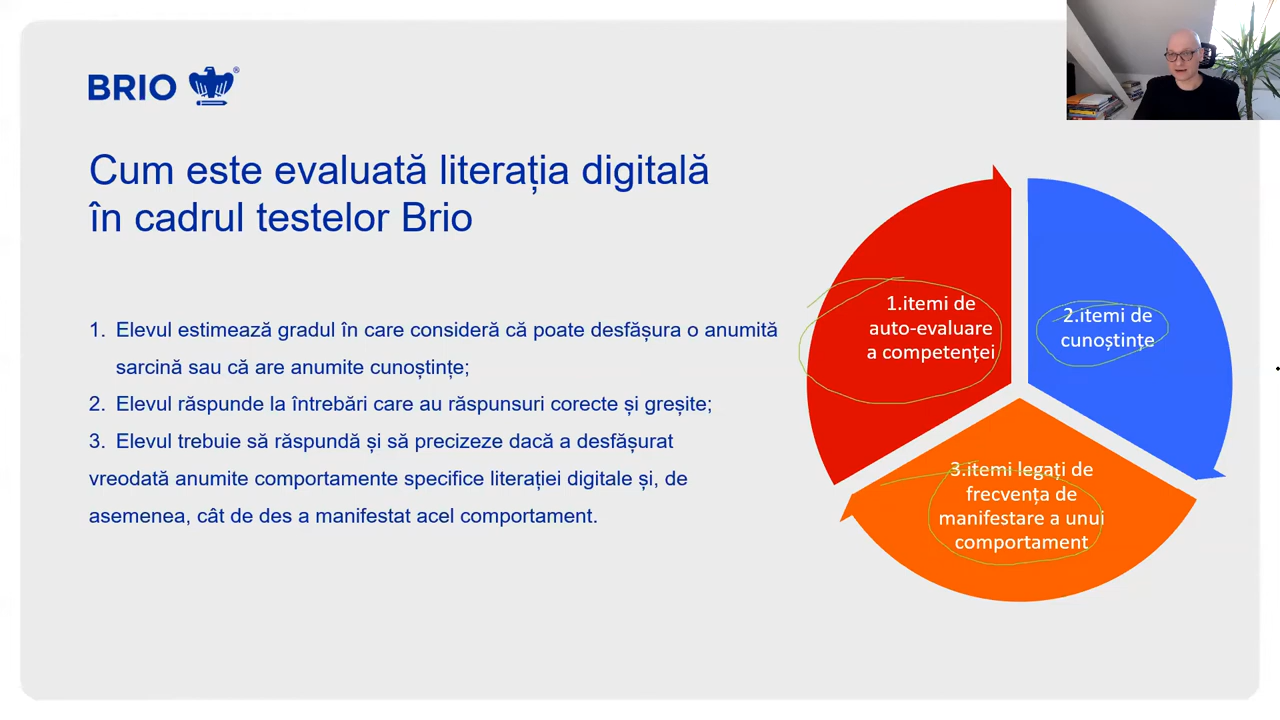 BRIO
®
Cum este evaluată literația digitală
în cadrul testelor Brio
1. Elevul estimează gradul în care consideră că poate desfășura o anumită
sarcină sau că are anumite cunoștințe;
2. Elevul răspunde la întrebări care au răspunsuri corecte și greșite;
3. Elevul trebuie să răspundă și să precizeze dacă a desfășurat
vreodată anumite comportamente specifice literației digitale și, de
asemenea, cât de des a manifestat acel comportament.
1.itemi de
auto-evaluare
a competenței
2.itemi de
cunoștințe
3.itemi legați de
frecvența de
manifestare a unui
comportament